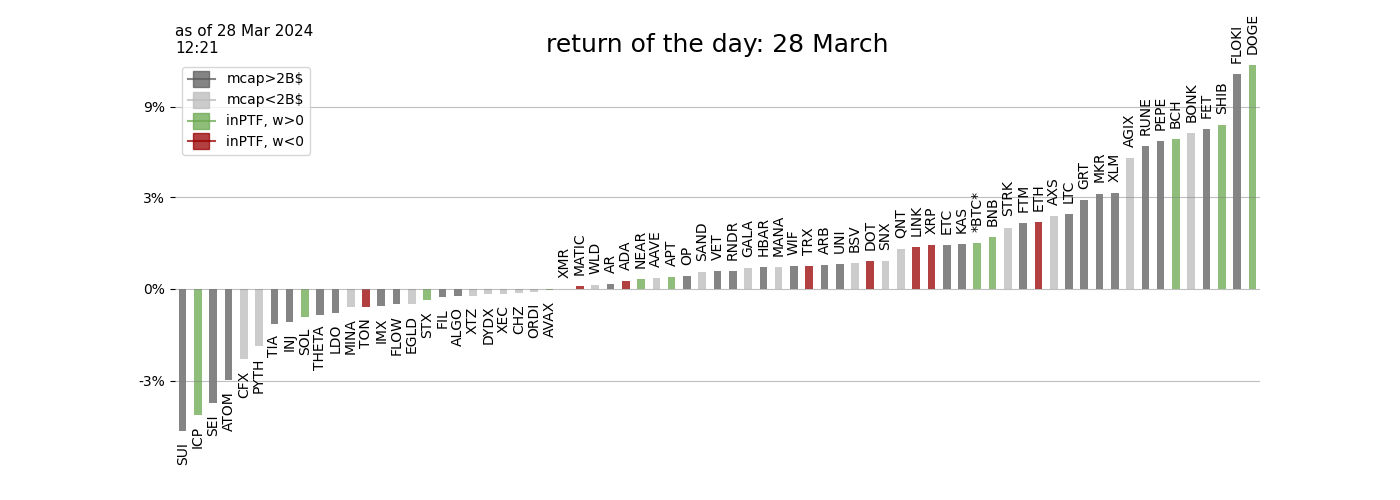 as of 28 Mar 2024
12:21
return of the day: 28 March
mcap>2B$
mcap<2B$
inPTF, w>0
inPTF, w<0
9%
3%
0%
-3%
SUI
ICP
SEI
ATOM
CFX
PYTH
TIA
INJ
SOL
THETA
LDO
MINA
TON
IMX
FLOW
EGLD
STX
FIL
ALGO
XTZ
DYDX
XEC
CHZ
ORDI
AVAX
XMR
MATIC
WLD
AR
ADA
NEAR
AAVE
APT
OP
SAND
VET
RNDR
GALA
HBAR
MANA
WIF
TRX
ARB
UNI
BSV
DOT
SNX
QNT
LINK
XRP
ETC
KAS
*BTC*
BNB
STRK
FTM
ETH
AXS
LTC
GRT
MKR
XLM
AGIX
RUNE
PEPE
BCH
BONK
FET
SHIB
FLOKI
DOGE